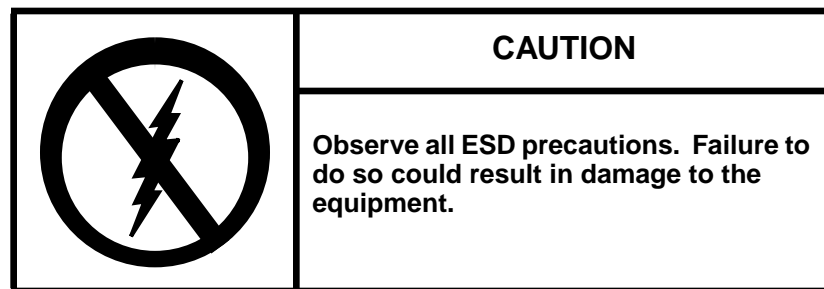 CAUTION
Observe all ESD precautions. Failure to
do so could result in damage to the
equipment.